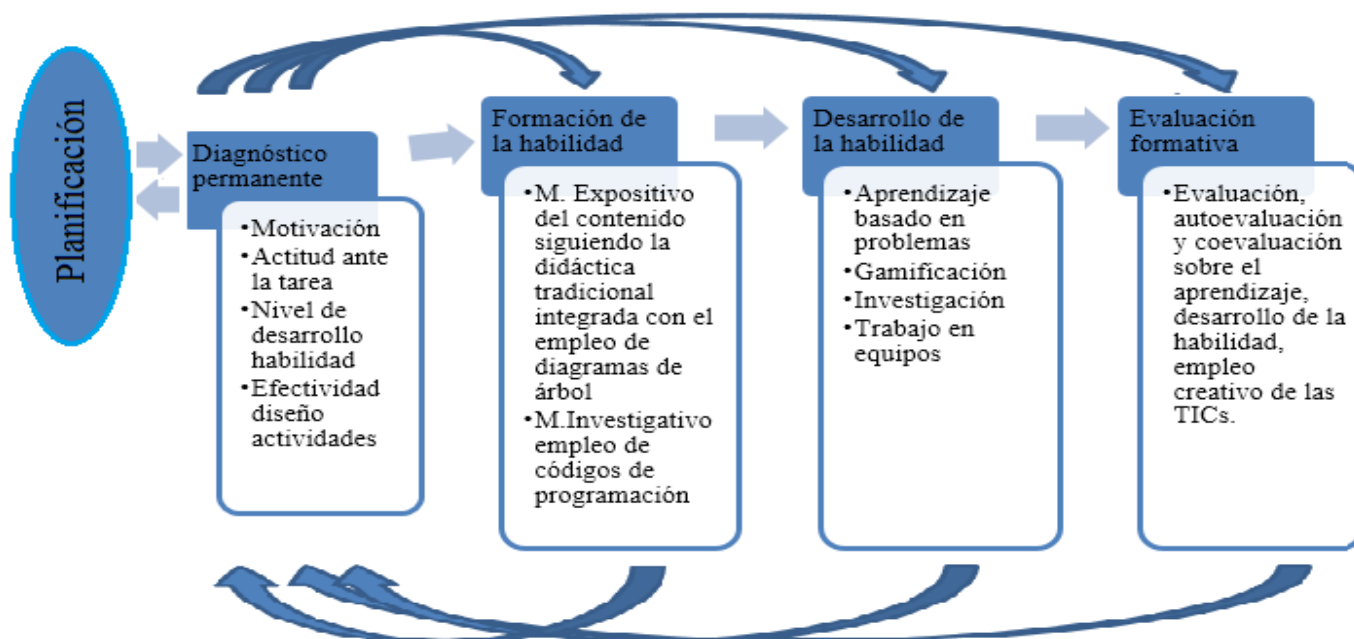 Planificación
Diagnóstico
permanente
•Motivación
•Actitud ante
la tarea
•Nivel de
desarrollo
habilidad
•Efectividad
diseño
actividades
Formación de
la habilidad
•M. Expositivo
del contenido
siguiendo la
didáctica
tradicional
integrada con el
empleo de
diagramas de
árbol
•M.Investigativo
empleo de
códigos de
programación
Desarrollo de
la habilidad
•Aprendizaje
basado en
problemas
•Gamificación
•Investigación
•Trabajo en
equipos
Evaluación
formativa
•Evaluación,
autoevaluación
y coevaluación
sobre el
aprendizaje,
desarrollo de la
habilidad,
empleo
creativo de las
TICs.